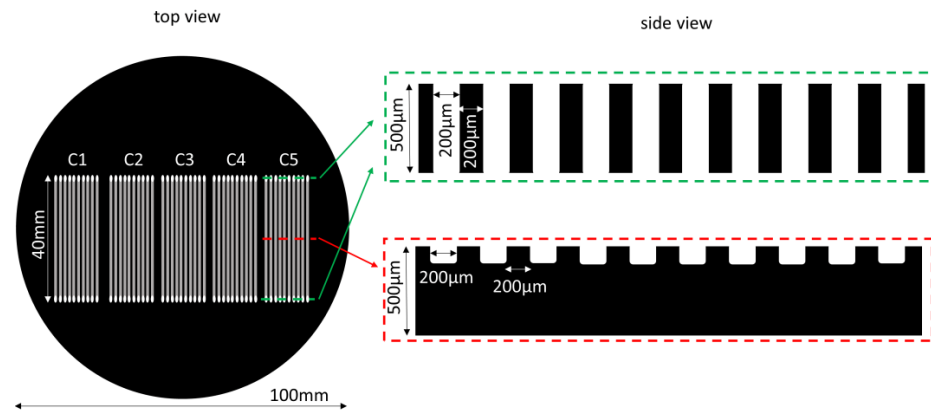 top view
side view
C1 C2 C3 C4 C5
40mm
100mm
500µm
200µm
200µm
500µm
200µm
200µm